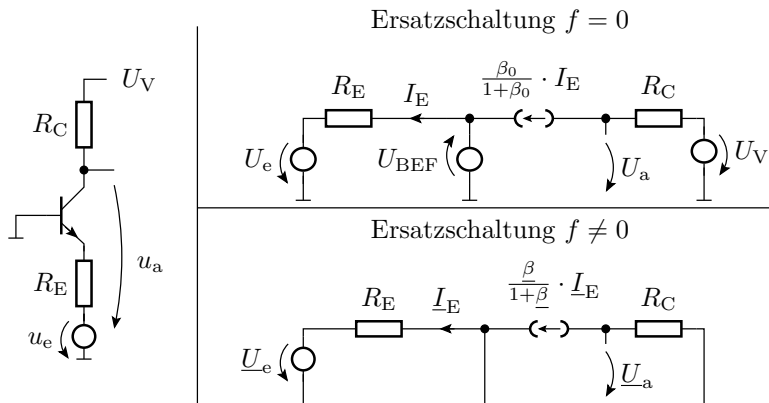 U_V
R_C
R_E
u_a
u_e
Ersatzschaltung f = 0
R_E
I_E
β_0/(1+β_0) · I_E
R_C
U_e
U_BEF
U_a
U_V
Ersatzschaltung f ≠ 0
R_E
I_E
β/(1+β) · I_E
R_C
U_e
U_a